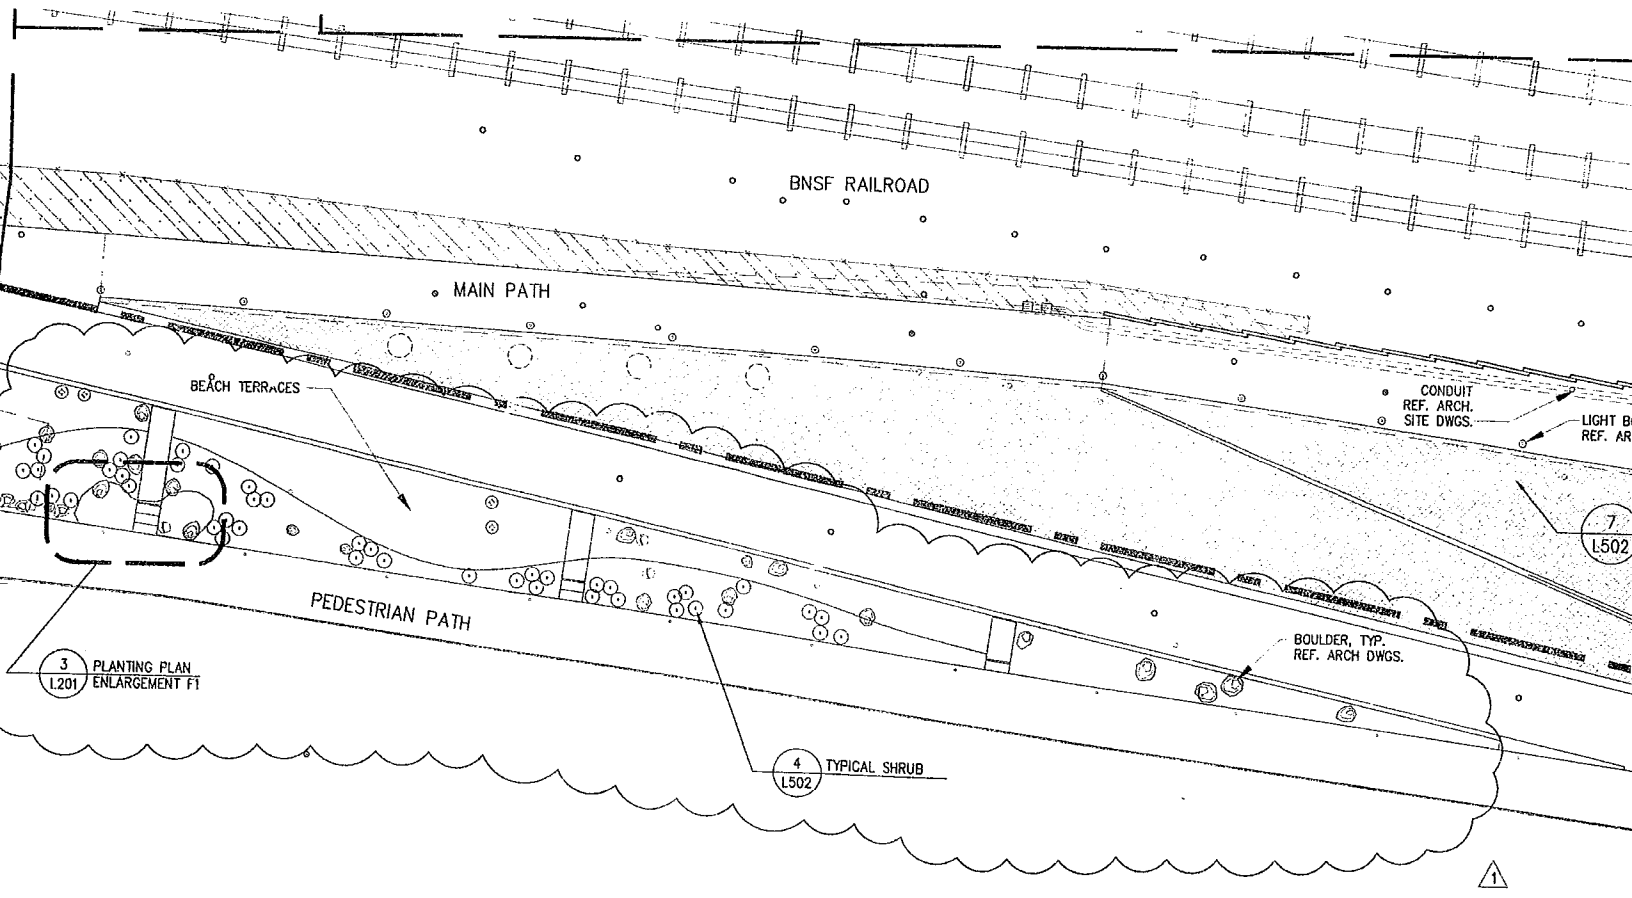 BNSF RAILROAD
MAIN PATH
BEACH TERRACES
CONDUIT
REF. ARCH.
SITE DWGS.
LIGHT
REF.
7
L502
PEDESTRIAN PATH
BOULDER, TYP.
REF. ARCH DWGS.
3
L201
PLANTING PLAN
ENLARGEMENT F1
4
L502
TYPICAL SHRUB
1